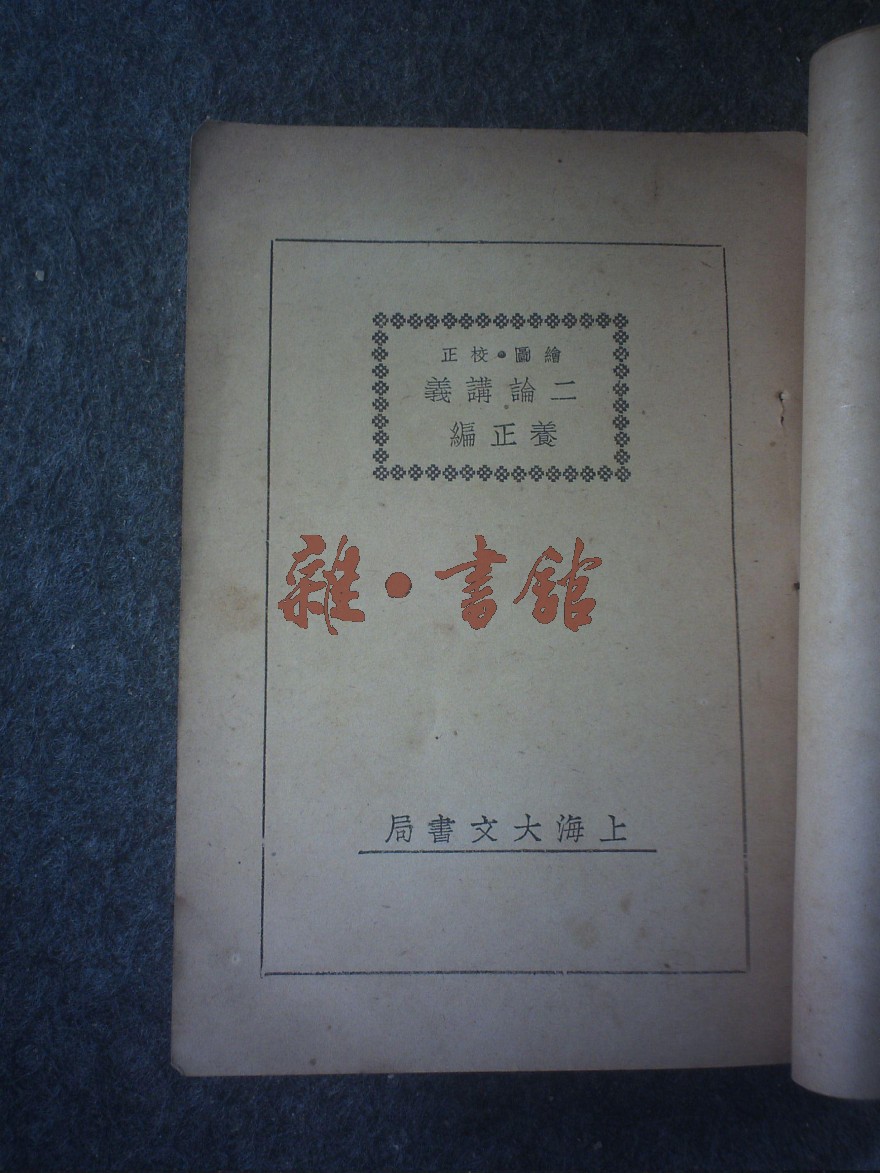 繪圖•校正
二論講義
養正編
雜•書館
上海大文書局